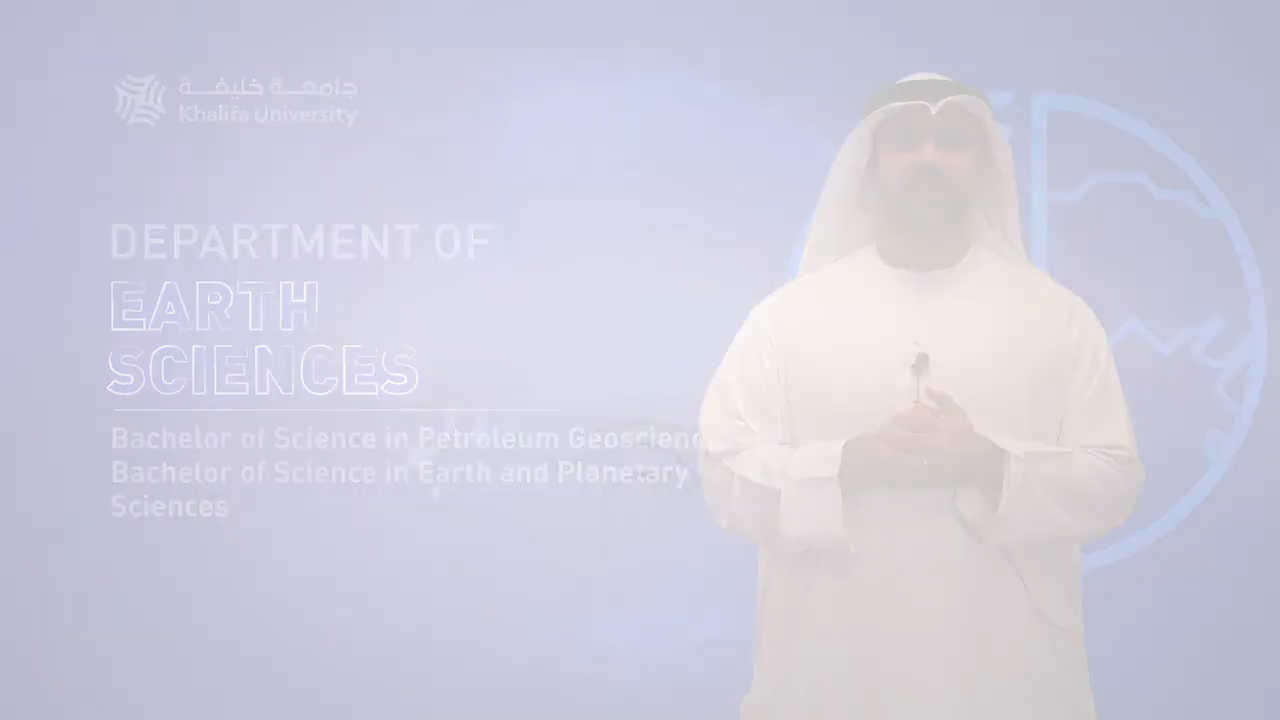 جامعة خليفة
Khalifa University
DEPARTMENT OF
EARTH
SCIENCES
Bachelor of Science in Petroleum Geoscien
Bachelor of Science in Earth and Planetary
Sciences